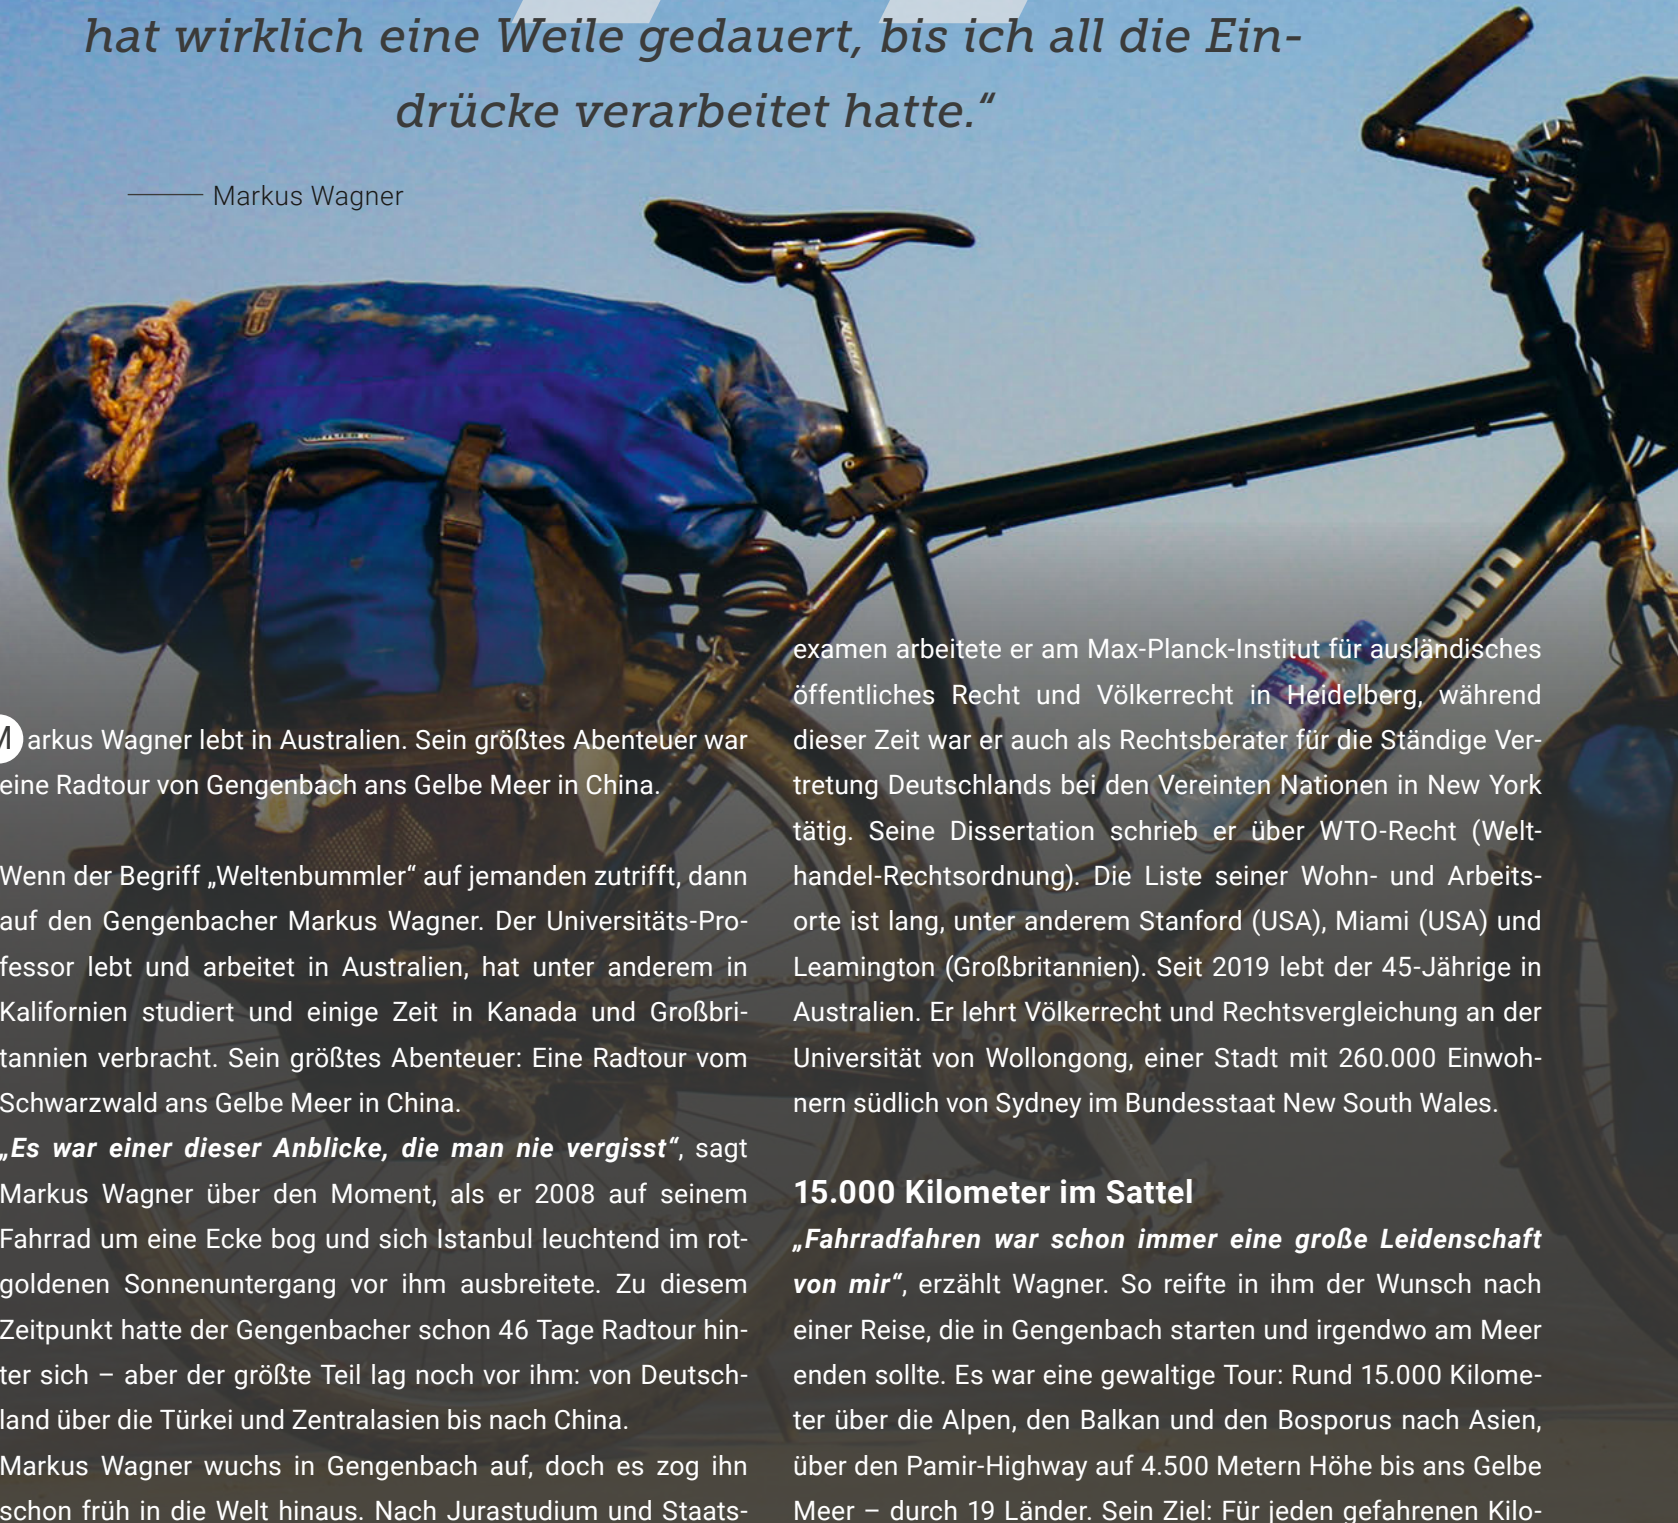 hat wirklich eine Weile gedauert, bis ich all die Ein-
drücke verarbeitet hatte.“
Markus Wagner
Markus Wagner lebt in Australien. Sein größtes Abenteuer war
eine Radtour von Gengenbach ans Gelbe Meer in China.
Wenn der Begriff „Weltenbummler“ auf jemanden zutrifft, dann
auf den Gengenbacher Markus Wagner. Der Universitäts-Pro-
fessor lebt und arbeitet in Australien, hat unter anderem in
Kalifornien studiert und einige Zeit in Kanada und Großbri-
tannien verbracht. Sein größtes Abenteuer: Eine Radtour vom
Schwarzwald ans Gelbe Meer in China.
„Es war einer dieser Anblicke, die man nie vergisst“, sagt
Markus Wagner über den Moment, als er 2008 auf seinem
Fahrrad um eine Ecke bog und sich Istanbul leuchtend im rot-
goldenen Sonnenuntergang vor ihm ausbreitete. Zu diesem
Zeitpunkt hatte der Gengenbacher schon 46 Tage Radtour hin-
ter sich – aber der größte Teil lag noch vor ihm: von Deutsch-
land über die Türkei und Zentralasien bis nach China.
Markus Wagner wuchs in Gengenbach auf, doch es zog ihn
schon früh in die Welt hinaus. Nach Jurastudium und Staats-
examen arbeitete er am Max-Planck-Institut für ausländisches
öffentliches Recht und Völkerrecht in Heidelberg, während
dieser Zeit war er auch als Rechtsberater für die Ständige Ver-
tretung Deutschlands bei den Vereinten Nationen in New York
tätig. Seine Dissertation schrieb er über WTO-Recht (Welt-
handel-Rechtsordnung). Die Liste seiner Wohn- und Arbeits-
orte ist lang, unter anderem Stanford (USA), Miami (USA) und
Leamington (Großbritannien). Seit 2019 lebt der 45-Jährige in
Australien. Er lehrt Völkerrecht und Rechtsvergleichung an der
Universität von Wollongong, einer Stadt mit 260.000 Einwoh-
nern südlich von Sydney im Bundesstaat New South Wales.
15.000 Kilometer im Sattel
„Fahrradfahren war schon immer eine große Leidenschaft
von mir“, erzählt Wagner. So reifte in ihm der Wunsch nach
einer Reise, die in Gengenbach starten und irgendwo am Meer
enden sollte. Es war eine gewaltige Tour: Rund 15.000 Kilome-
ter über die Alpen, den Balkan und den Bosporus nach Asien,
über den Pamir-Highway auf 4.500 Metern Höhe bis ans Gelbe
Meer – durch 19 Länder. Sein Ziel: Für jeden gefahrenen Kilo-